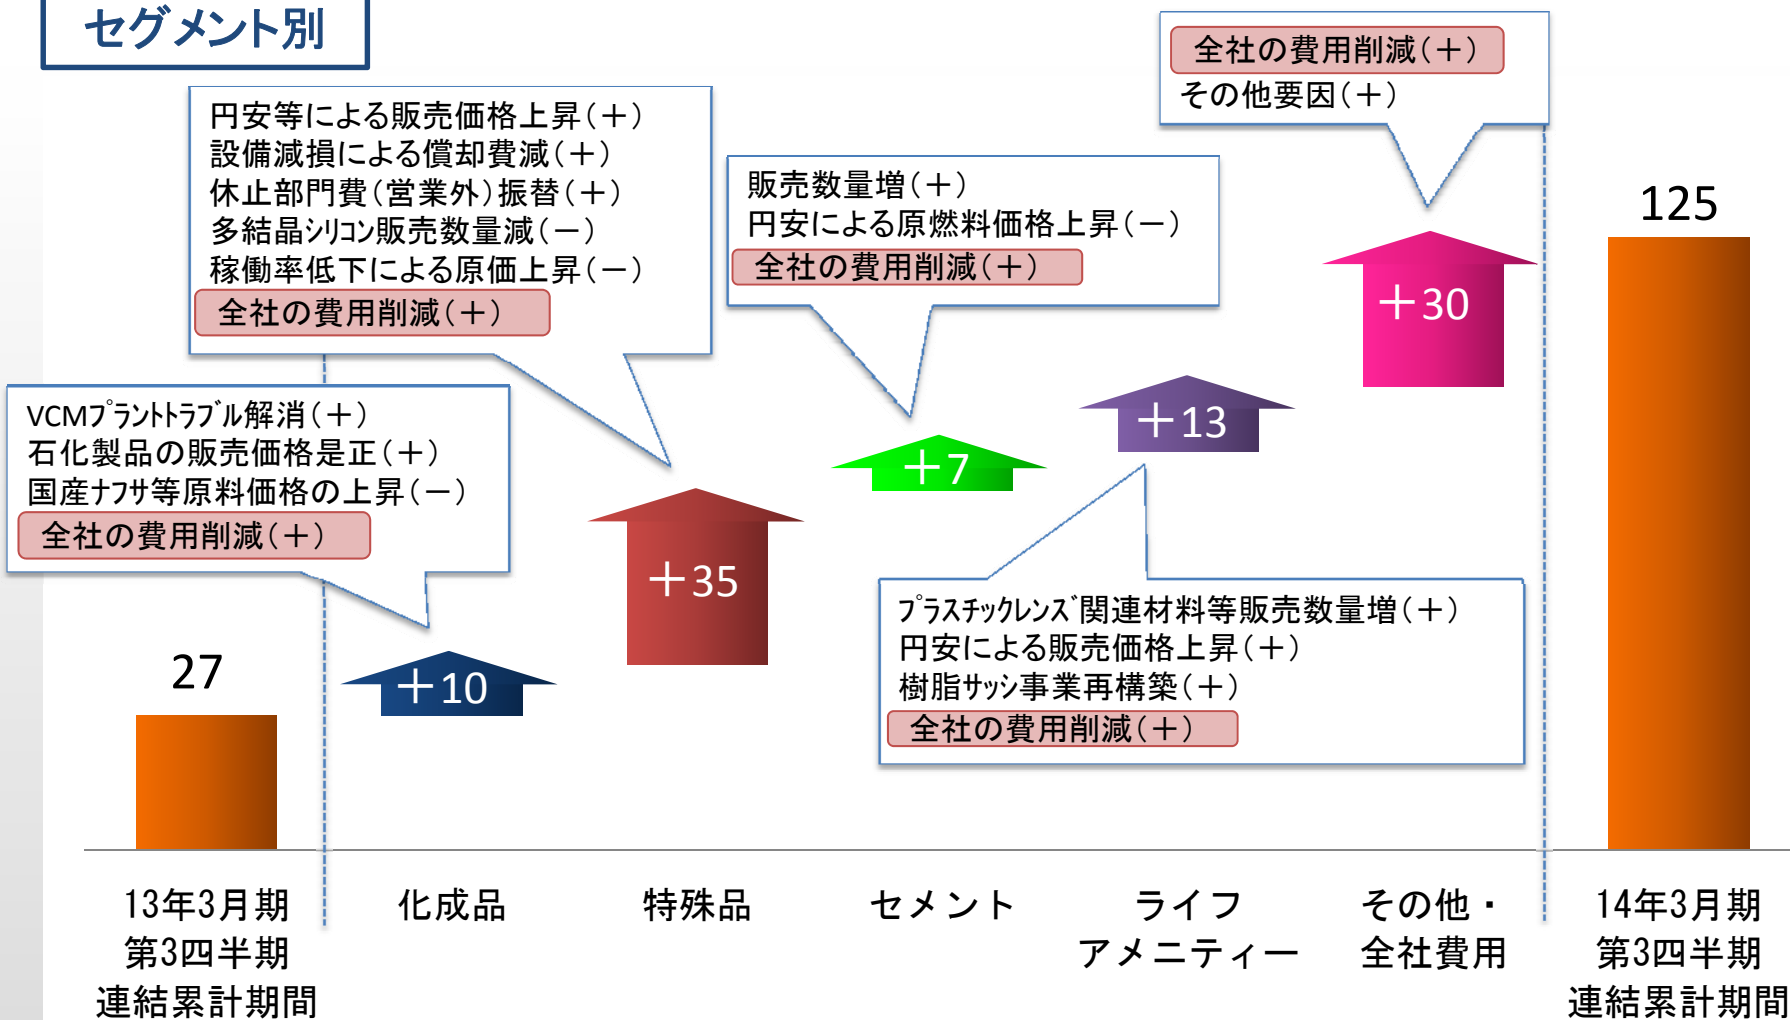 セグメント別
全社の費用削減(+)
その他要因(+)
円安等による販売価格上昇(+)
設備減損による償却費減(+)
休止部門費(営業外)振替(+)
多結晶シリコン販売数量減(-)
稼働率低下による原価上昇(-)
全社の費用削減(+)
販売数量増(+)
円安による原燃料価格上昇(-)
全社の費用削減(+)
VCMプラントトラブル解消(+)
石化製品の販売価格是正(+)
国産ナフサ等原料価格の上昇(-)
全社の費用削減(+)
プラスチックレンズ関連材料等販売数量増(+)
円安による販売価格上昇(+)
樹脂サッシ事業再構築(+)
全社の費用削減(+)
27
+10
+35
+7
+13
+30
125
13年3月期
第3四半期
連結累計期間
化成品
特殊品
セメント
ライフ
アメニティー
その他・
全社費用
14年3月期
第3四半期
連結累計期間